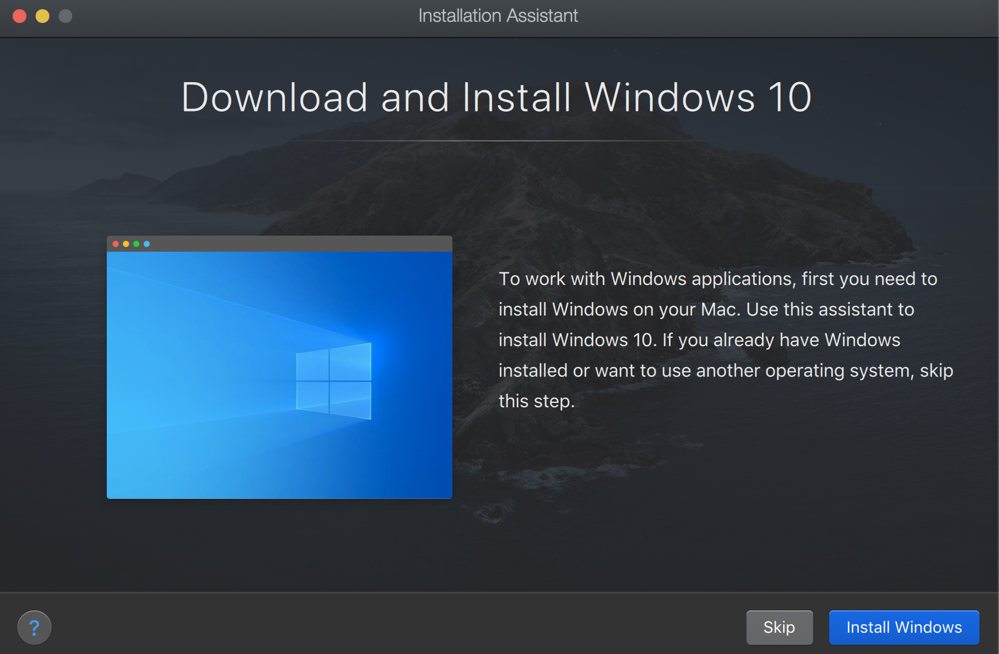 Installation Assistant
Download and Install Windows 10
To work with Windows applications, first you need to
install Windows on your Mac. Use this assistant to
install Windows 10. If you already have Windows
installed or want to use another operating system, skip
this step.
?
Skip
Install Windows